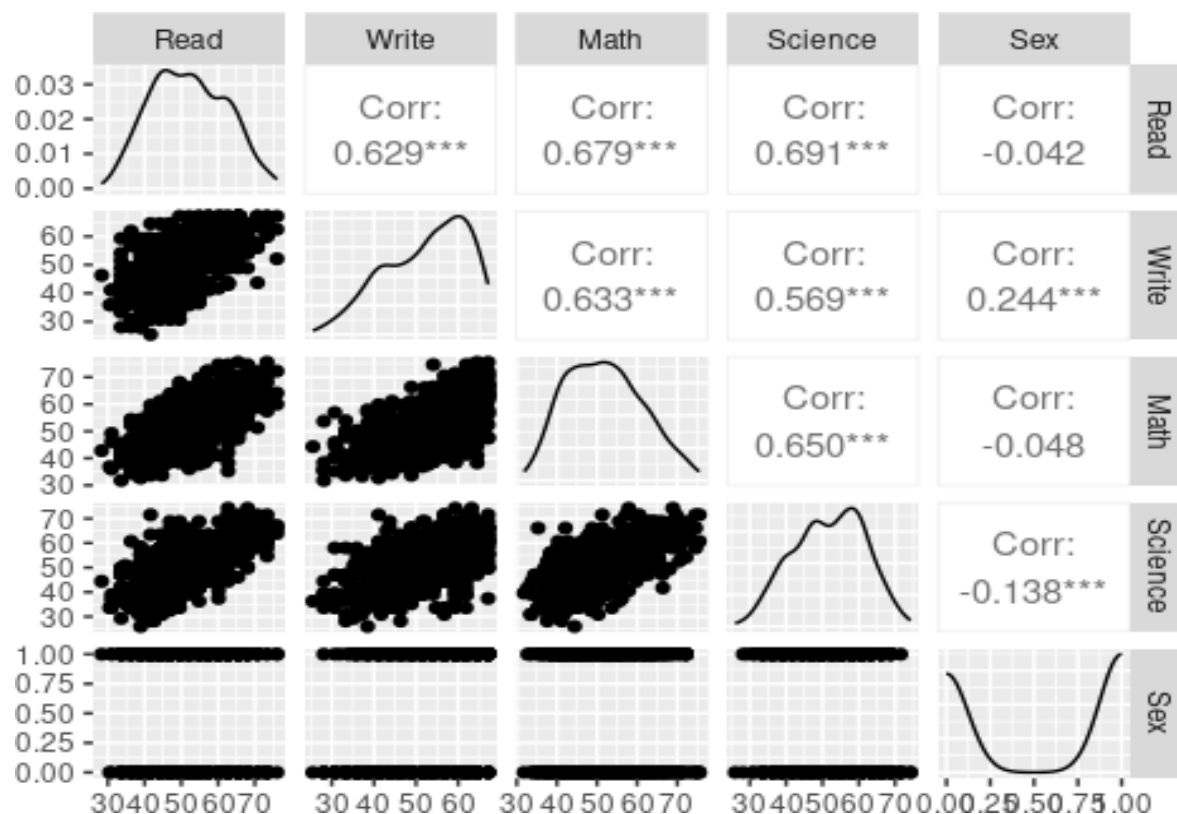 Read Write Math Science Sex
0.03
0.02
0.01
0.00
Corr:
0.629***
Corr:
0.679***
Corr:
0.691***
Corr:
-0.042
Read
60
50
40
30
Corr:
0.633***
Corr:
0.569***
Corr:
0.244***
Write
70
60
50
40
30
Corr:
0.650***
Corr:
-0.048
Math
70
60
50
40
30
Corr:
-0.138***
Science
1.00
0.75
0.50
0.25
0.00
Sex
30 40 50 60 70
30 40 50 60
30 40 50 60 70
30 40 50 60 70
0.00 0.25 0.50 0.75 1.00